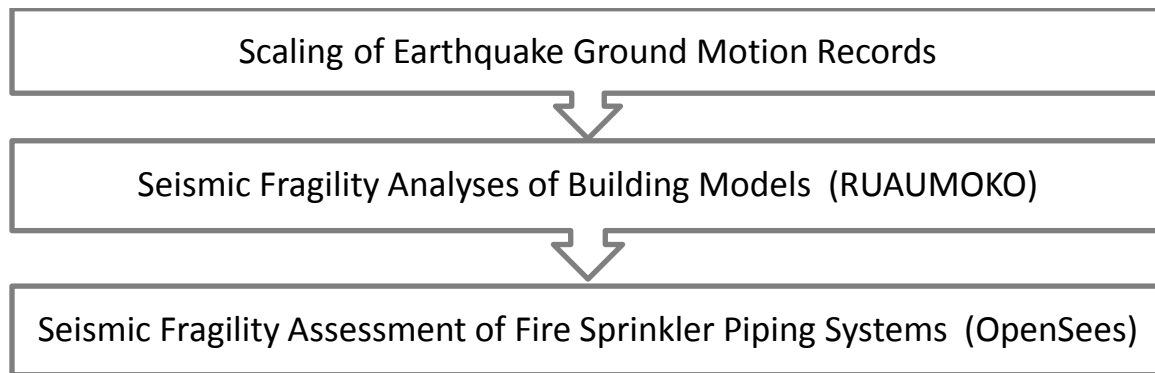 Scaling of Earthquake Ground Motion Records
Seismic Fragility Analyses of Building Models (RUAUMOKO)
Seismic Fragility Assessment of Fire Sprinkler Piping Systems (OpenSees)